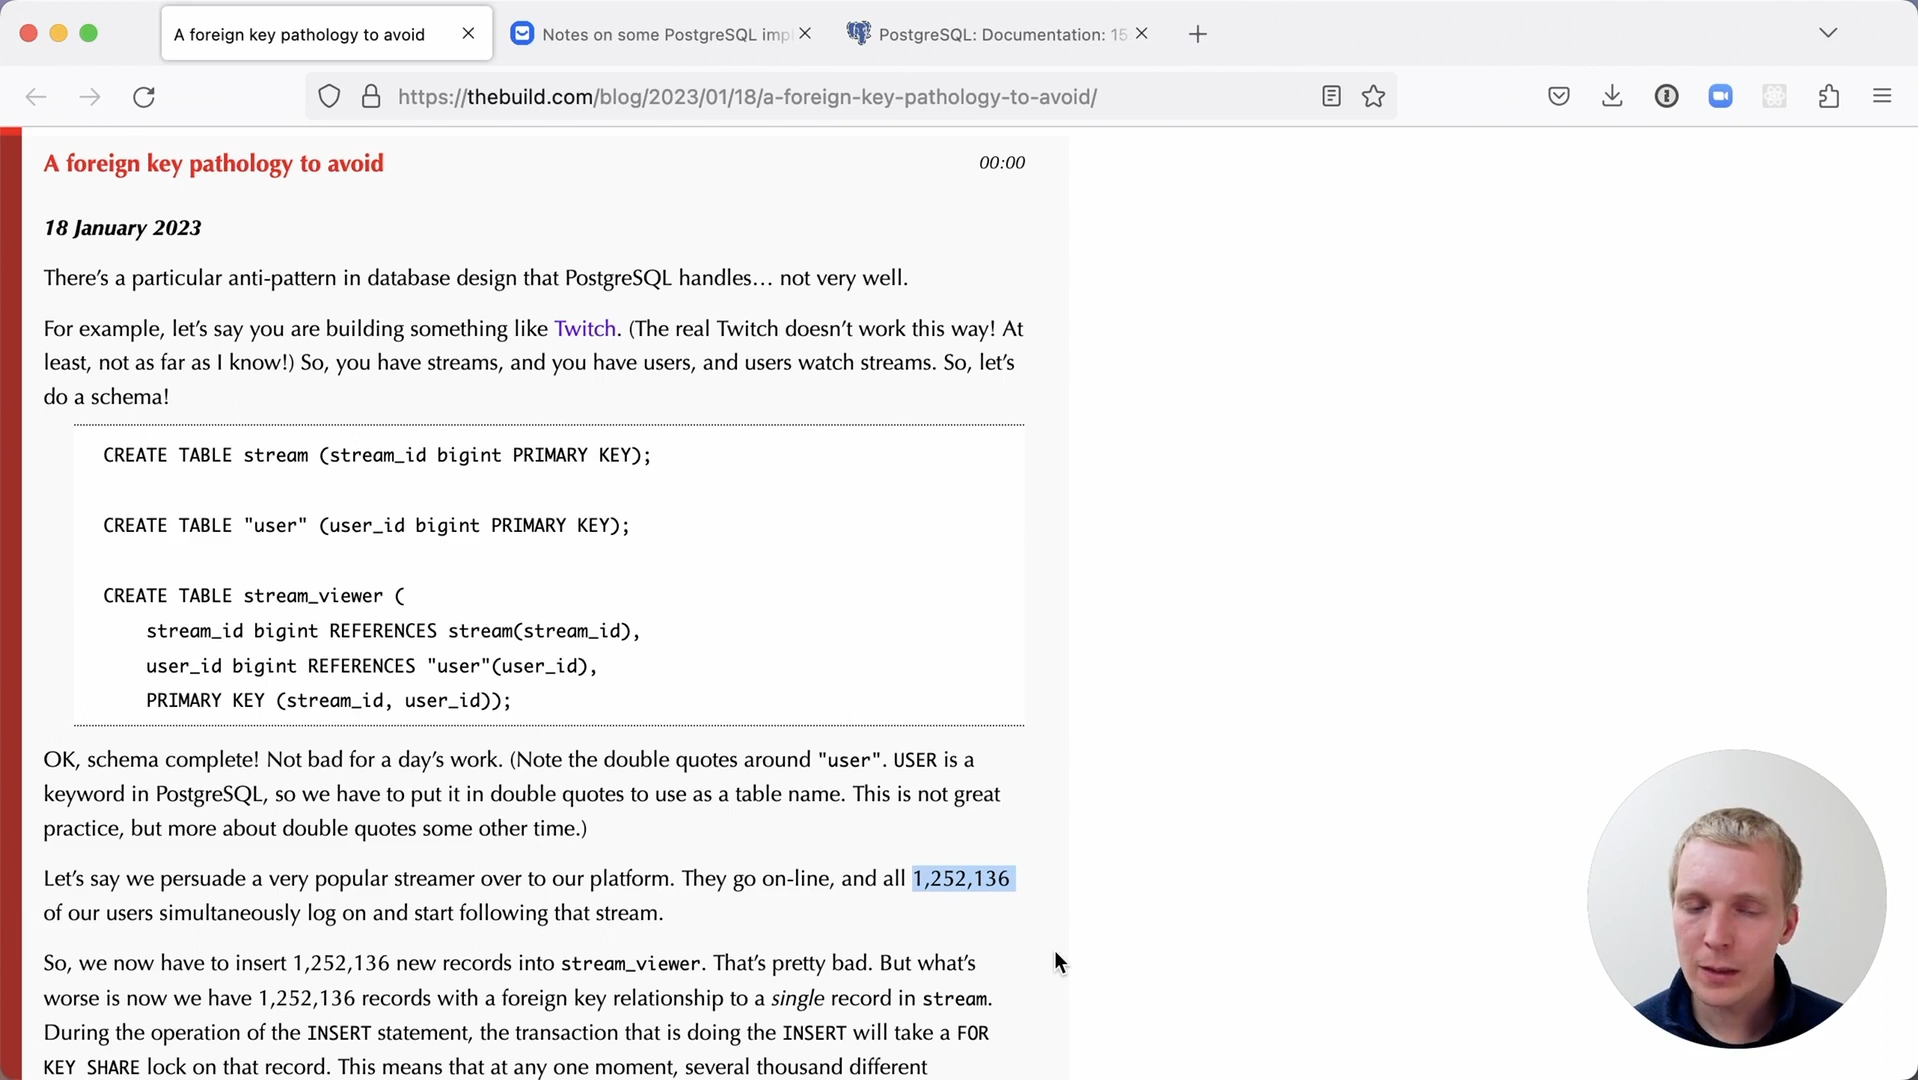 A foreign key pathology to avoid
Notes on some PostgreSQL imp
PostgreSQL: Documentation: 15
https://thebuild.com/blog/2023/01/18/a-foreign-key-pathology-to-avoid/
A foreign key pathology to avoid
00:00
18 January 2023
There’s a particular anti-pattern in database design that PostgreSQL handles… not very well.
For example, let’s say you are building something like Twitch. (The real Twitch doesn’t work this way! At
least, not as far as I know!) So, you have streams, and you have users, and users watch streams. So, let’s
do a schema!
CREATE TABLE stream (stream_id bigint PRIMARY KEY);
CREATE TABLE "user" (user_id bigint PRIMARY KEY);
CREATE TABLE stream_viewer (
stream_id bigint REFERENCES stream(stream_id),
user_id bigint REFERENCES "user"(user_id),
PRIMARY KEY (stream_id, user_id));
OK, schema complete! Not bad for a day’s work. (Note the double quotes around "user". USER is a
keyword in PostgreSQL, so we have to put it in double quotes to use as a table name. This is not great
practice, but more about double quotes some other time.)
Let’s say we persuade a very popular streamer over to our platform. They go on-line, and all 1,252,136
of our users simultaneously log on and start following that stream.
So, we now have to insert 1,252,136 new records into stream_viewer. That’s pretty bad. But what’s
worse is now we have 1,252,136 records with a foreign key relationship to a single record in stream.
During the operation of the INSERT statement, the transaction that is doing the INSERT will take a FOR
KEY SHARE lock on that record. This means that at any one moment, several thousand different